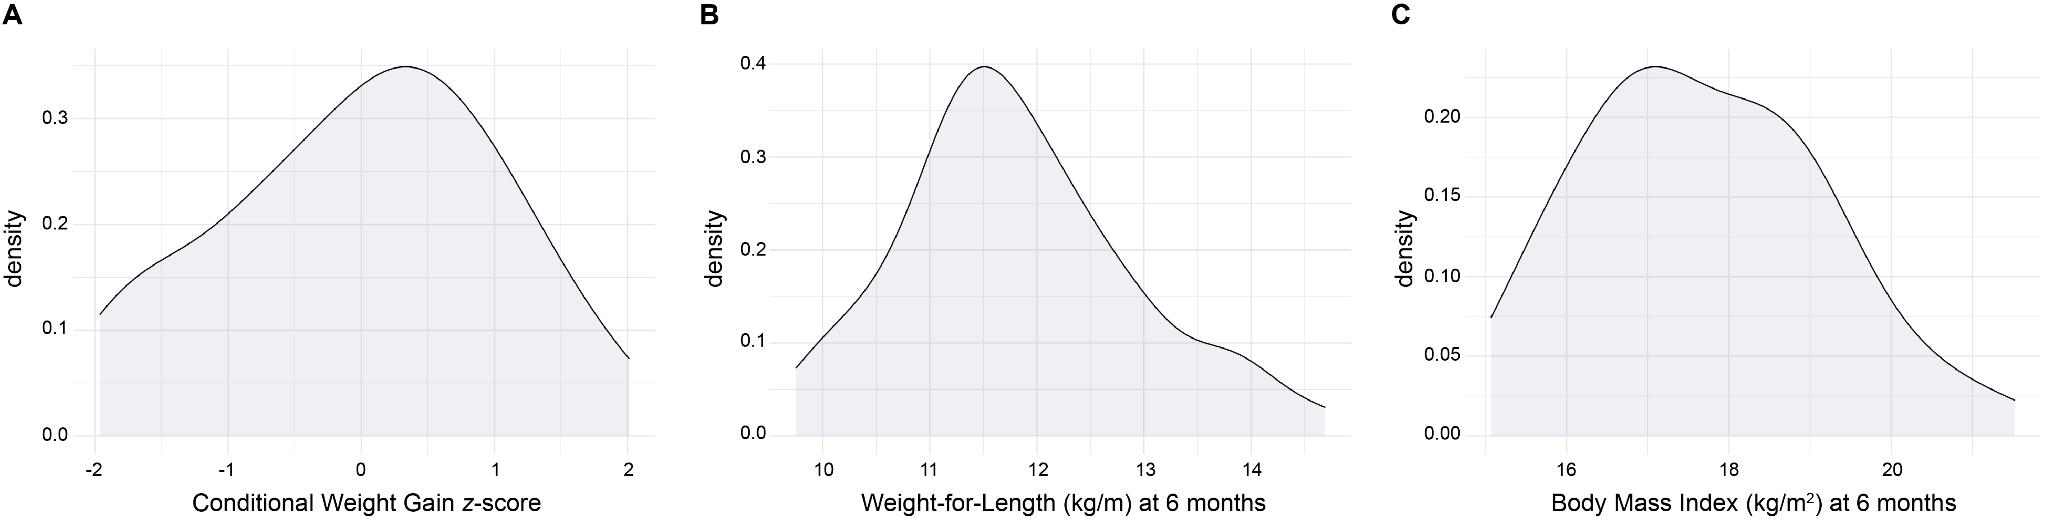 A
B
C
density
0.3
0.2
0.1
0.0
-2 -1 0 1 2
Conditional Weight Gain z-score
density
0.4
0.3
0.2
0.1
0.0
10 11 12 13 14
Weight-for-Length (kg/m) at 6 months
density
0.20
0.15
0.10
0.05
0.00
16 18 20
Body Mass Index (kg/m²) at 6 months